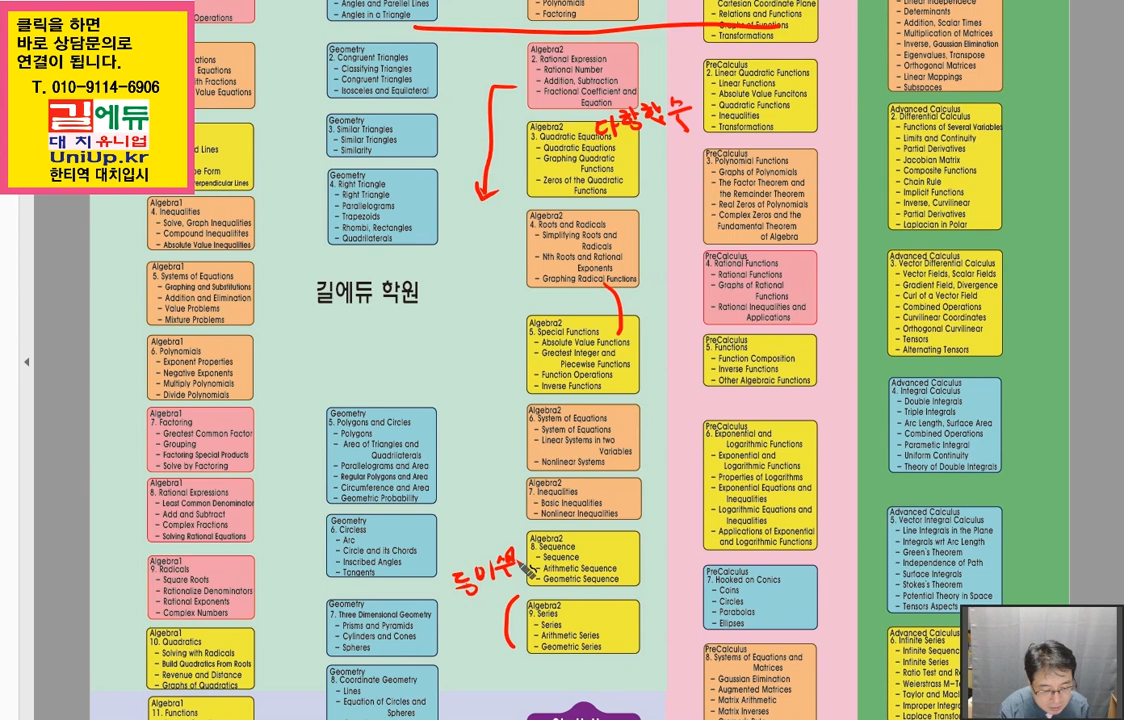 클릭을 하면
바로 상담문의로
연결이 됩니다.
T. 010-9114-6906
길에듀
대치유니업
UniUp.kr
한티역 대치입시
Operations
Equations
Value Equations
Algebra1
4. Inequalities
- Solve, Graph Inequalities
- Compound Inequailities
- Absolute Value Inequalities
Algebra1
5. Systems of Equations
- Graphing and Substitutions
- Addition and Elimination
- Value Problems
- Mixture Problems
Algebra1
6. Polynomials
- Exponent Properties
- Negative Exponents
- Multiply Polynomials
- Divide Polynomials
Algebra1
7. Factoring
- Greatest Common Factor
- Grouping
- Factoring Special Products
- Solve by Factoring
Algebra1
8. Rational Expressions
- Least Common Denominator
- Add and Subtract
- Complex Fractions
- Solving Rational Equations
Algebra1
9. Radicals
- Square Roots
- Rationalize Denominators
- Rational Exponents
- Complex Numbers
Algebra1
10. Quadratics
- Solving with Radicals
- Build Quadratics From Roots
- Revenue and Distance
- Graphs of Quadratics
Algebra1
11. Functions
- Angles and Parellel Lines
- Angles in a Triangle
Geometry
2. Congruent Triangles
- Classifying Triangles
- Congruent Triangles
- Isosceles and Equilateral
Geometry
3. Similar Triangles
- Similar Triangles
- Similarity
Geometry
4. Right Triangle
- Right Triangle
- Parallelograms
- Trapezoids
- Rhombi, Rectangles
- Quadrilaterals
길에듀 학원
Geometry
5. Polygons and Circles
- Polygons
- Area of Triangles and
Quadrilaterals
- Parallelograms and Area
- Regular Polygons and Area
- Circumference and Area
- Geometric Probability
Geometry
6. Circless
- Arc
- Circle and its Chords
- Inscribed Angles
- Tangents
Geometry
7. Three Dimensional Geometry
- Prisms and Pyramids
- Cylinders and Cones
- Spheres
Geometry
8. Coordinate Geometry
- Lines
- Equation of Circles and
Spheres
- Polynomials
- Factoring
Algebra2
2. Rational Expression
- Rational Number
- Addition, Subtraction
- Fractional Coefficient and
Equation
다항함수
Algebra2
3. Quadratic Equations
- Quadratic Equations
- Graphing Quadratic
Functions
- Zeros of the Quadratic
Functions
Algebra2
4. Roots and Radicals
- Simplifying Roots and
Radicals
- Nth Roots and Rational
Exponents
- Graphing Radical Functions
Algebra2
5. Special Functions
- Absolute Value Functions
- Greatest Integer and
Piecewise Functions
- Function Operations
- Inverse Functions
Algebra2
6. System of Equations
- System of Equations
- Linear Systems in two
Variables
- Nonlinear Systems
Algebra2
7. Inequalities
- Basic Inequalities
- Nonlinear Inequalities
Algebra2
8. Sequence
- Sequence
- Arithmetic Sequence
- Geometric Sequence
Algebra2
9. Series
- Series
- Arithmetic Series
- Geometric Series
Cartesian Coordinate Plane
- Relations and Functions
- Graphs of Functions
- Transformations
PreCalculus
2. Linear Quadratic Functions
- Linear Functions
- Absolute Value Funcitons
- Quadratic Functions
- Inequalities
- Transformations
PreCalculus
3. Polynomial Functions
- Graphs of Polynomials
- The Factor Theorem and
the Remainder Theorem
- Real Zeros of Polynomials
- Complex Zeros and the
Fundamental Theorem
of Algebra
PreCalculus
4. Rational Functions
- Rational Functions
- Graphs of Rational
Functions
- Rational Inequalities and
Applications
PreCalculus
5. Functions
- Function Composition
- Inverse Functions
- Other Algebraic Functions
PreCalculus
6. Exponential and
Logarithmic Functions
- Exponential and
Logarithmic Functions
- Properties of Logarithms
- Exponential Equations and
Inequalities
- Logarithmic Equations and
Inequalities
- Applications of Exponential
and Logarithmic Functions
PreCalculus
7. Hooked on Conics
- Coins
- Circles
- Parabolas
- Ellipses
PreCalculus
8. Systems of Equations and
Matrices
- Gaussian Elimination
- Augmented Matrices
- Matrix Arithmetic
- Matrix Inverses
- Linear Independece
- Determinants
- Addition, Scalar Times
- Multiplication of Matrices
- Inverse, Gaussian Elimination
- Eigenvalues, Transpose
- Orthogonal Matrices
- Linear Mappings
- Subspaces
Advanced Calculus
2. Differential Calculus
- Functions of Several Variables
- Limits and Continuity
- Partial Derivatives
- Jacobian Matrix
- Composite Functions
- Chain Rule
- Implicit Functions
- Inverse, Curvilinear
- Partial Derivatives
- Laplacian in Polar
Advanced Calculus
3. Vector Differential Calculus
- Vector Fields, Scalar Fields
- Gradient Field, Divergence
- Curl of a Vector Field
- Combined Operations
- Curvilinear Coordinates
- Orthogonal Curvilinear
- Tensors
- Alternating Tensors
Advanced Calculus
4. Integral Calculus
- Double Integrals
- Triple Integrals
- Arc Length, Surface Area
- Combined Operations
- Parametic Integral
- Uniform Continuity
- Theory of Double Integrals
Advanced Calculus
5. Vector Integral Calculus
- Line Integrals in the Plane
- Integrals wrt Arc Length
- Green's Theorem
- Independence of Path
- Surface Integrals
- Stokes's Theorem
- Potential Theory in Space
- Tensors Aspects
Advanced Calculus
6. Infinite Series
- Infinite
- Infinite Series
- Ratio Test and
- Weierstrass
- Taylor and
- Improper